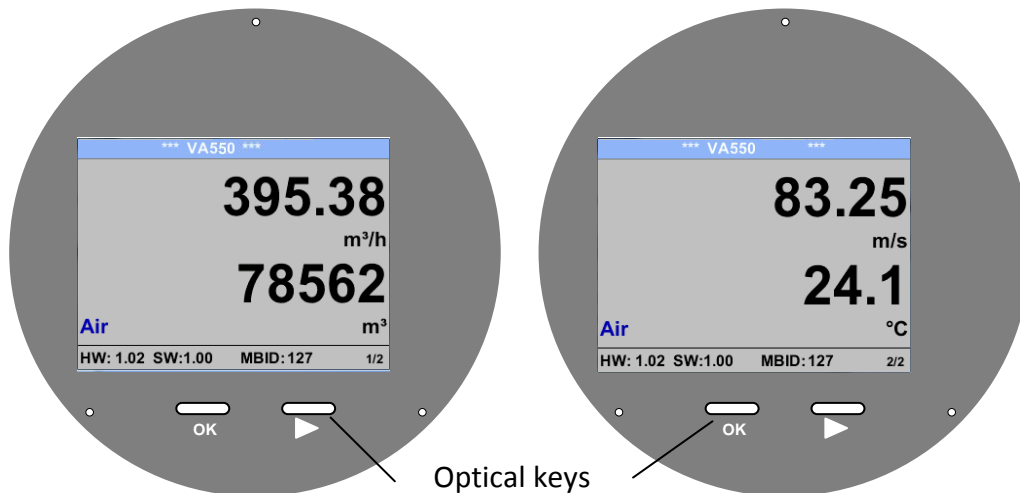 *** VA550 ***
395.38
m³/h
78562
Air m³
HW: 1.02 SW:1.00 MBID:127 1/2
OK
*** VA550 ***
83.25
m/s
24.1
Air °C
HW: 1.02 SW:1.00 MBID:127 2/2
OK
Optical keys